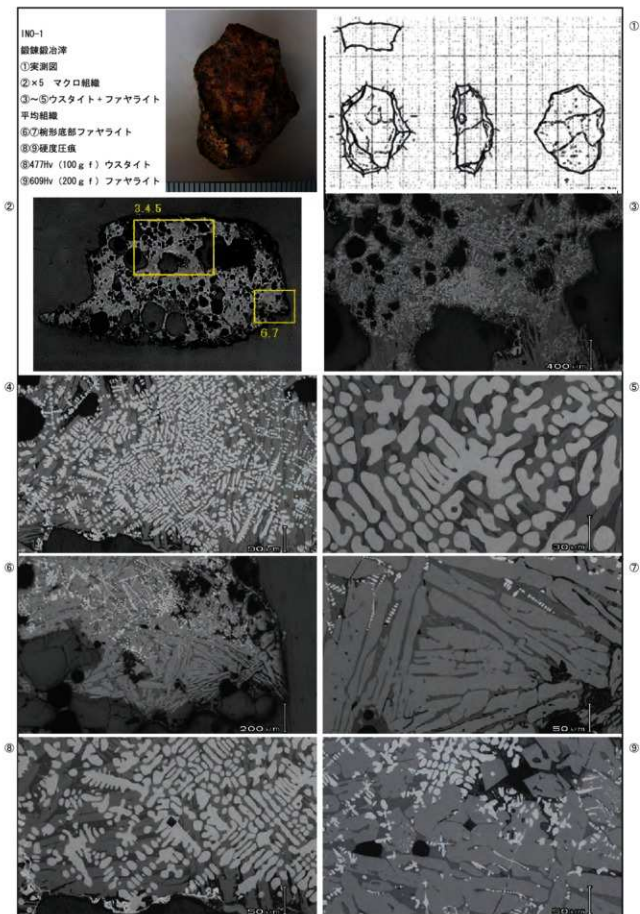 INO-1
鍛錬鍛冶滓
①実測図
②×5 マクロ組織
③～⑤ウスタイト+ファヤライト
平均組織
⑥⑦椀形底部ファヤライト
⑧⑨硬度圧痕
⑧477Hv (100gf) ウスタイト
⑨609Hv (200gf) ファヤライト
①
②
3.4.5
6.7
③
400μm
④
⑤
30μm
⑥
200μm
⑦
50μm
⑧
50μm
⑨